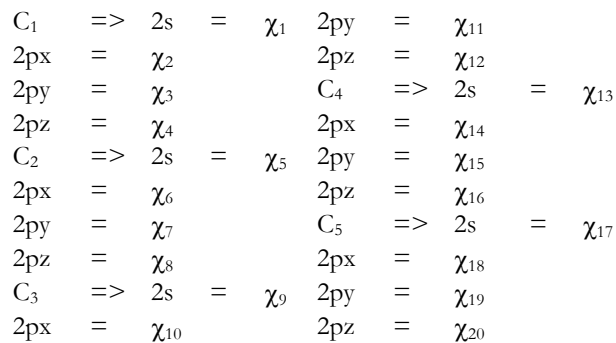 C₁ => 2s = χ₁ 2py = χ₁₁
2px = χ₂ 2pz = χ₁₂
2py = χ₃ C₄ => 2s = χ₁₃
2pz = χ₄ 2px = χ₁₄
C₂ => 2s = χ₅ 2py = χ₁₅
2px = χ₆ 2pz = χ₁₆
2py = χ₇ C₅ => 2s = χ₁₇
2pz = χ₈ 2px = χ₁₈
C₃ => 2s = χ₉ 2py = χ₁₉
2px = χ₁₀ 2pz = χ₂₀